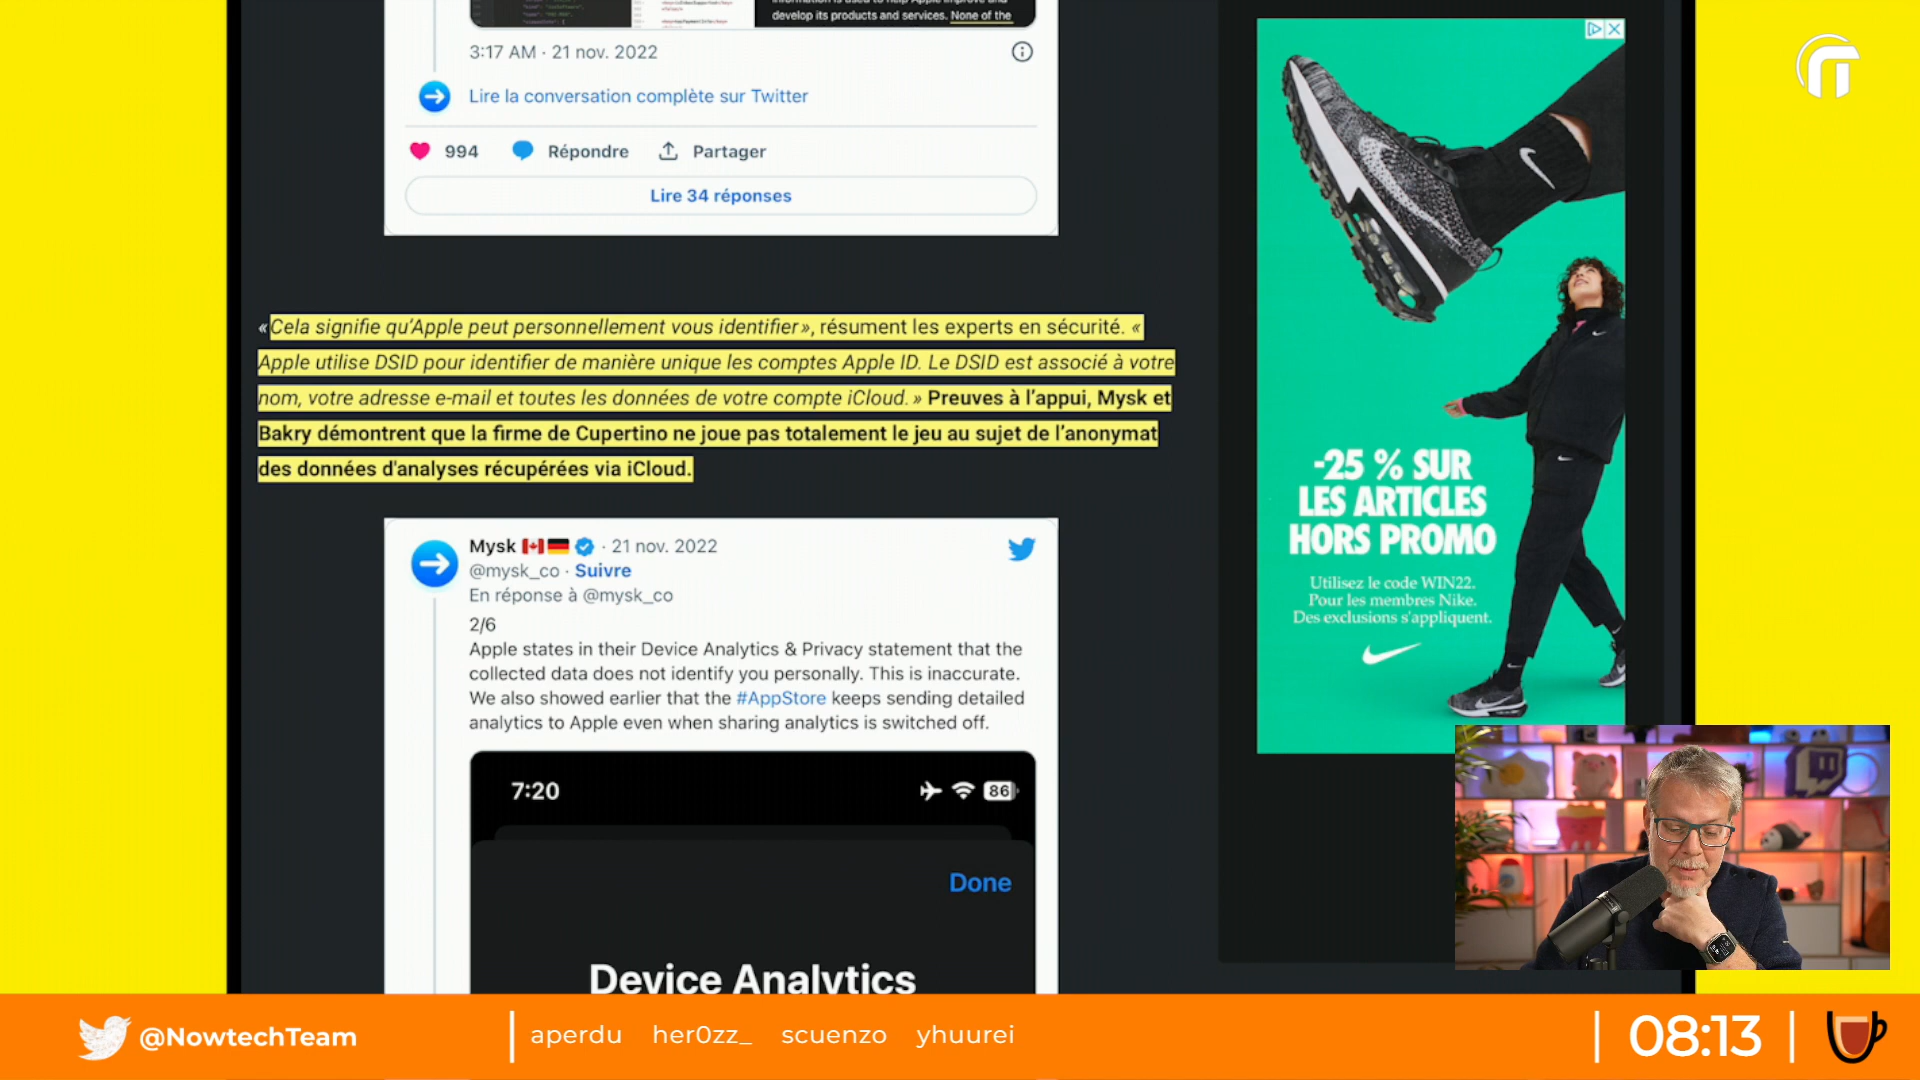 information is used to help Apple improve and
develop its products and services. None of the
3:17 AM · 21 nov. 2022
Lire la conversation complète sur Twitter
994 Répondre Partager
Lire 34 réponses
«Cela signifie qu'Apple peut personnellement vous identifier», résument les experts en sécurité. «
Apple utilise DSID pour identifier de manière unique les comptes Apple ID. Le DSID est associé à votre
nom, votre adresse e-mail et toutes les données de votre compte iCloud. » Preuves à l'appui, Mysk et
Bakry démontrent que la firme de Cupertino ne joue pas totalement le jeu au sujet de l'anonymat
des données d'analyses récupérées via iCloud.
Mysk · 21 nov. 2022
@mysk_co · Suivre
En réponse à @mysk_co
2/6
Apple states in their Device Analytics & Privacy statement that the
collected data does not identify you personally. This is inaccurate.
We also showed earlier that the #AppStore keeps sending detailed
analytics to Apple even when sharing analytics is switched off.
7:20 86
Done
Device Analytics
-25 % SUR
LES ARTICLES
HORS PROMO
Utilisez le code WIN22.
Pour les membres Nike.
Des exclusions s'appliquent.
@NowtechTeam
aperdu her0zz_ scuenzo yhuurei
08:13